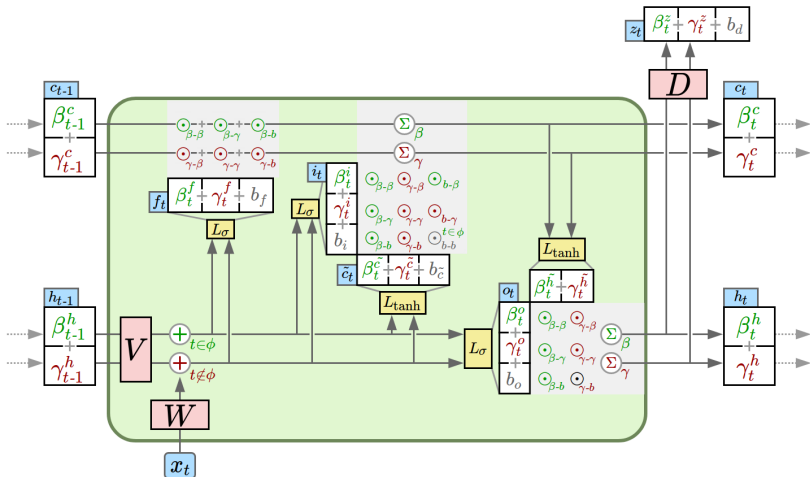 z_t β_t^z + γ_t^z + b_d
D
c_{t-1} c_t
β_{t-1}^c + γ_{t-1}^c
⊙_{β-β} + ⊙_{β-γ} + ⊙_{β-b} Σ_β
⊙_{γ-β} + ⊙_{γ-γ} + ⊙_{γ-b} Σ_γ
β_t^c + γ_t^c
f_t β_t^f + γ_t^f + b_f
L_σ
i_t β_t^i + γ_t^i + b_i
L_σ
⊙_{β-β} ⊙_{γ-β} ⊙_{b-β}
⊙_{β-γ} ⊙_{γ-γ} ⊙_{b-γ}
⊙_{β-b} ⊙_{γ-b} ⊙_{b-b}^{t∈ϕ}
c̃_t β_t^{c̃} + γ_t^{c̃} + b_{c̃}
L_tanh
L_tanh
β_t^{h̃} + γ_t^{h̃}
h_{t-1} h_t
β_{t-1}^h + γ_{t-1}^h
V
+ t∈ϕ
+ t∉ϕ
W
x_t
L_σ
o_t β_t^o + γ_t^o + b_o
⊙_{β-β} ⊙_{γ-β} Σ_β
⊙_{β-γ} ⊙_{γ-γ} Σ_γ
⊙_{β-b} ⊙_{γ-b}
β_t^h + γ_t^h